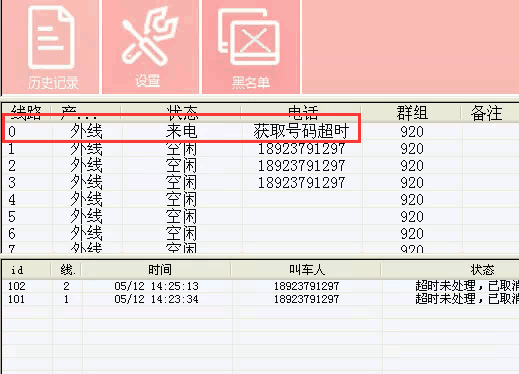 历史记录 设置 黑名单
线路 产... 状态 电话 群组 备注
0 外线 来电 获取号码超时 920
1 外线 空闲 18923791297 920
2 外线 空闲 18923791297 920
3 外线 空闲 18923791297 920
4 外线 空闲 920
5 外线 空闲 920
6 外线 空闲 920
7 外线 空闲 920
id 线. 时间 叫车人 状态
102 2 05/12 14:25:13 18923791297 超时未处理，已取消
101 1 05/12 14:23:34 18923791297 超时未处理，已取消